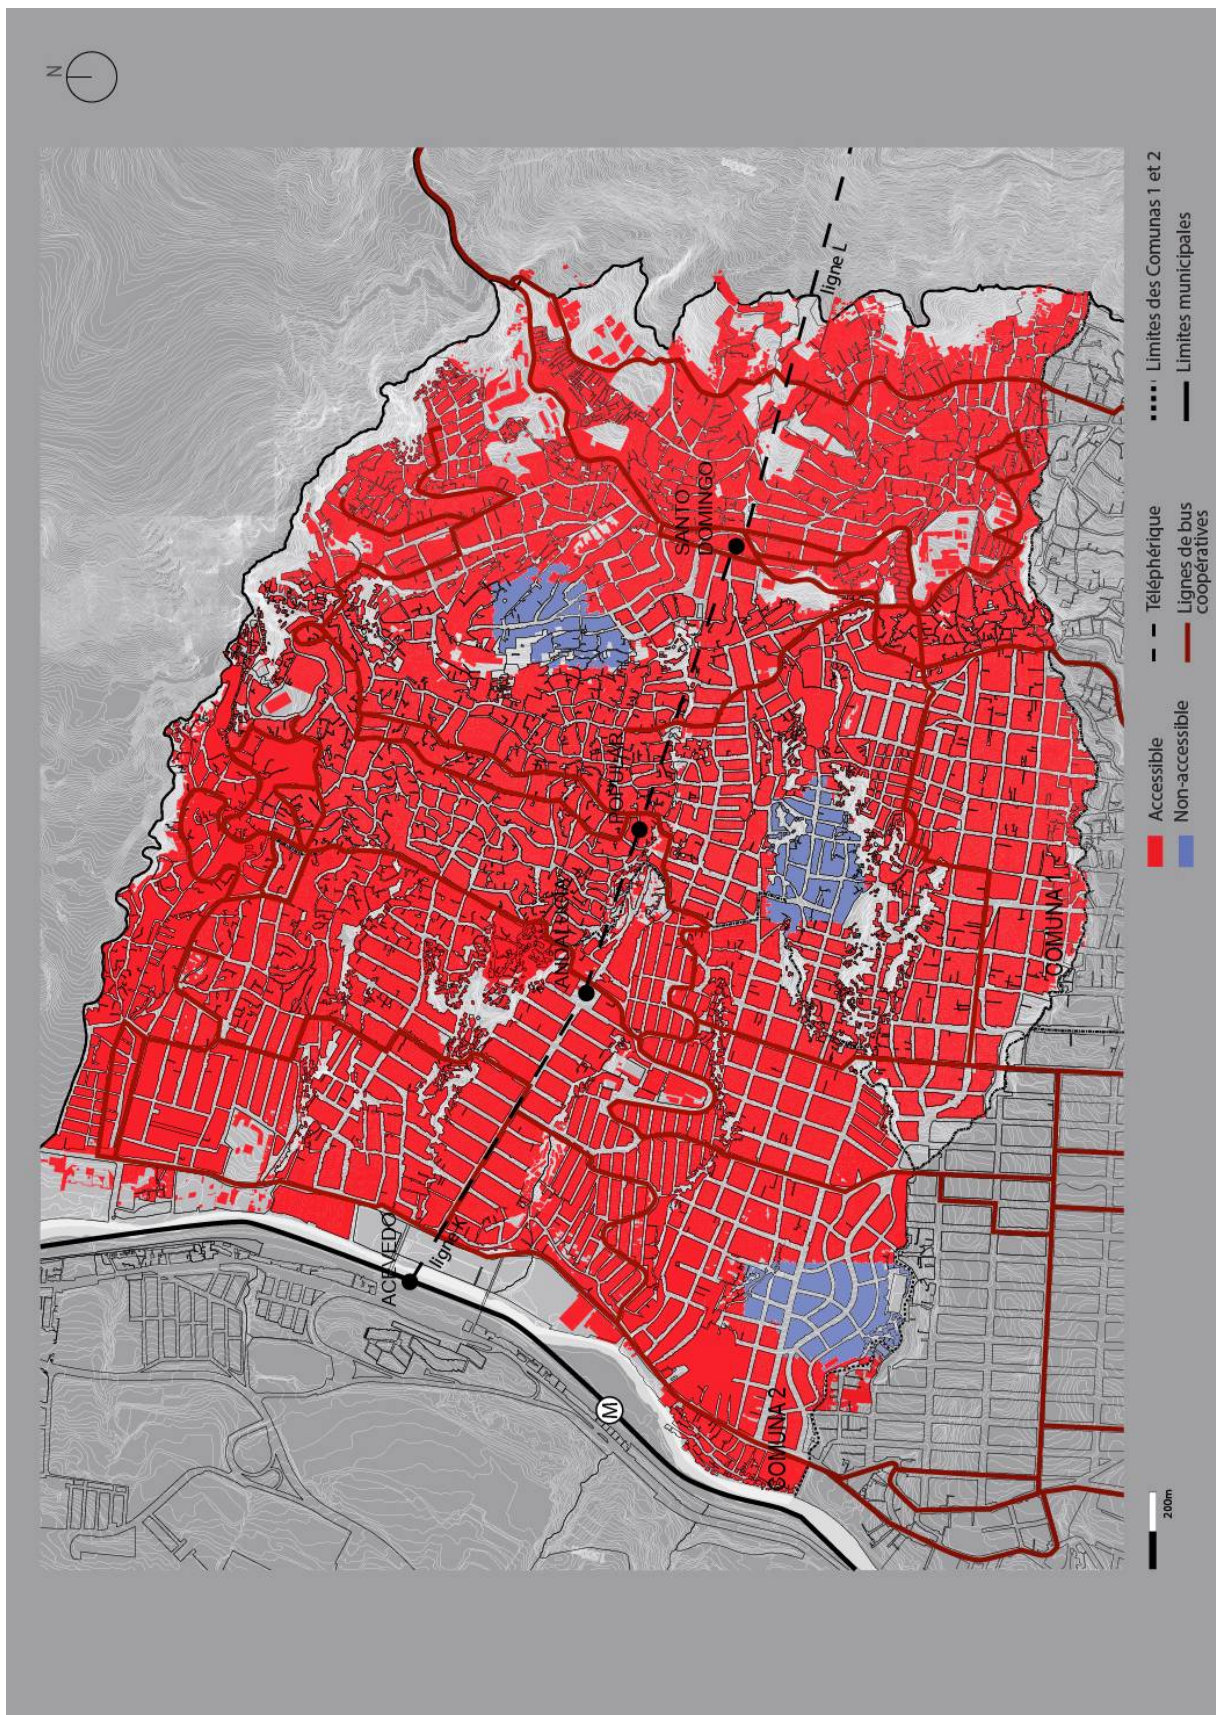 N
ligne L
SANTO
DOMINGO
POPULAR
ANDALUCIA
ACEVEDO
ligne K
M
COMUNA 1
COMUNA 2
200m
Accessible
Non-accessible
Téléphérique
Lignes de bus
coopératives
Limites des Comunas 1 et 2
Limites municipales